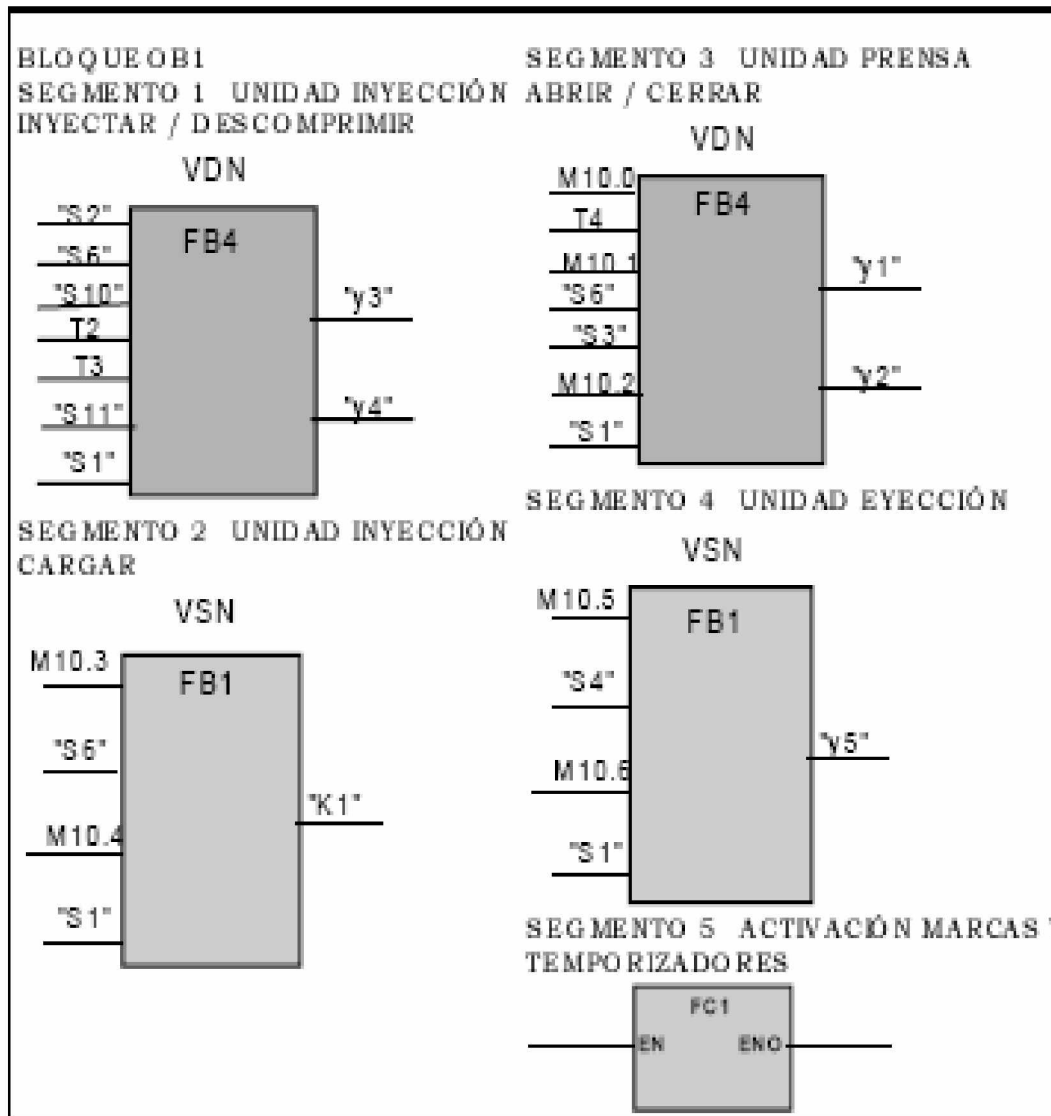 BLOQUE OB1
SEGMENTO 1 UNIDAD INYECCIÓN
INYECTAR / DESCOMPRIMIR
VDN
FB4
"S2"
"S6"
"S10"
T2
T3
"S11"
"S1"
"y3"
"y4"
SEGMENTO 2 UNIDAD INYECCIÓN
CARGAR
VSN
FB1
M10.3
"S6"
M10.4
"S1"
"K1"
SEGMENTO 3 UNIDAD PRENSA
ABRIR / CERRAR
VDN
FB4
M10.0
T4
M10.1
"S6"
"S3"
M10.2
"S1"
"y1"
"y2"
SEGMENTO 4 UNIDAD EYECCIÓN
VSN
FB1
M10.5
"S4"
M10.6
"S1"
"y5"
SEGMENTO 5 ACTIVACIÓN MARCAS Y
TEMPORIZADORES
FC1
EN ENO